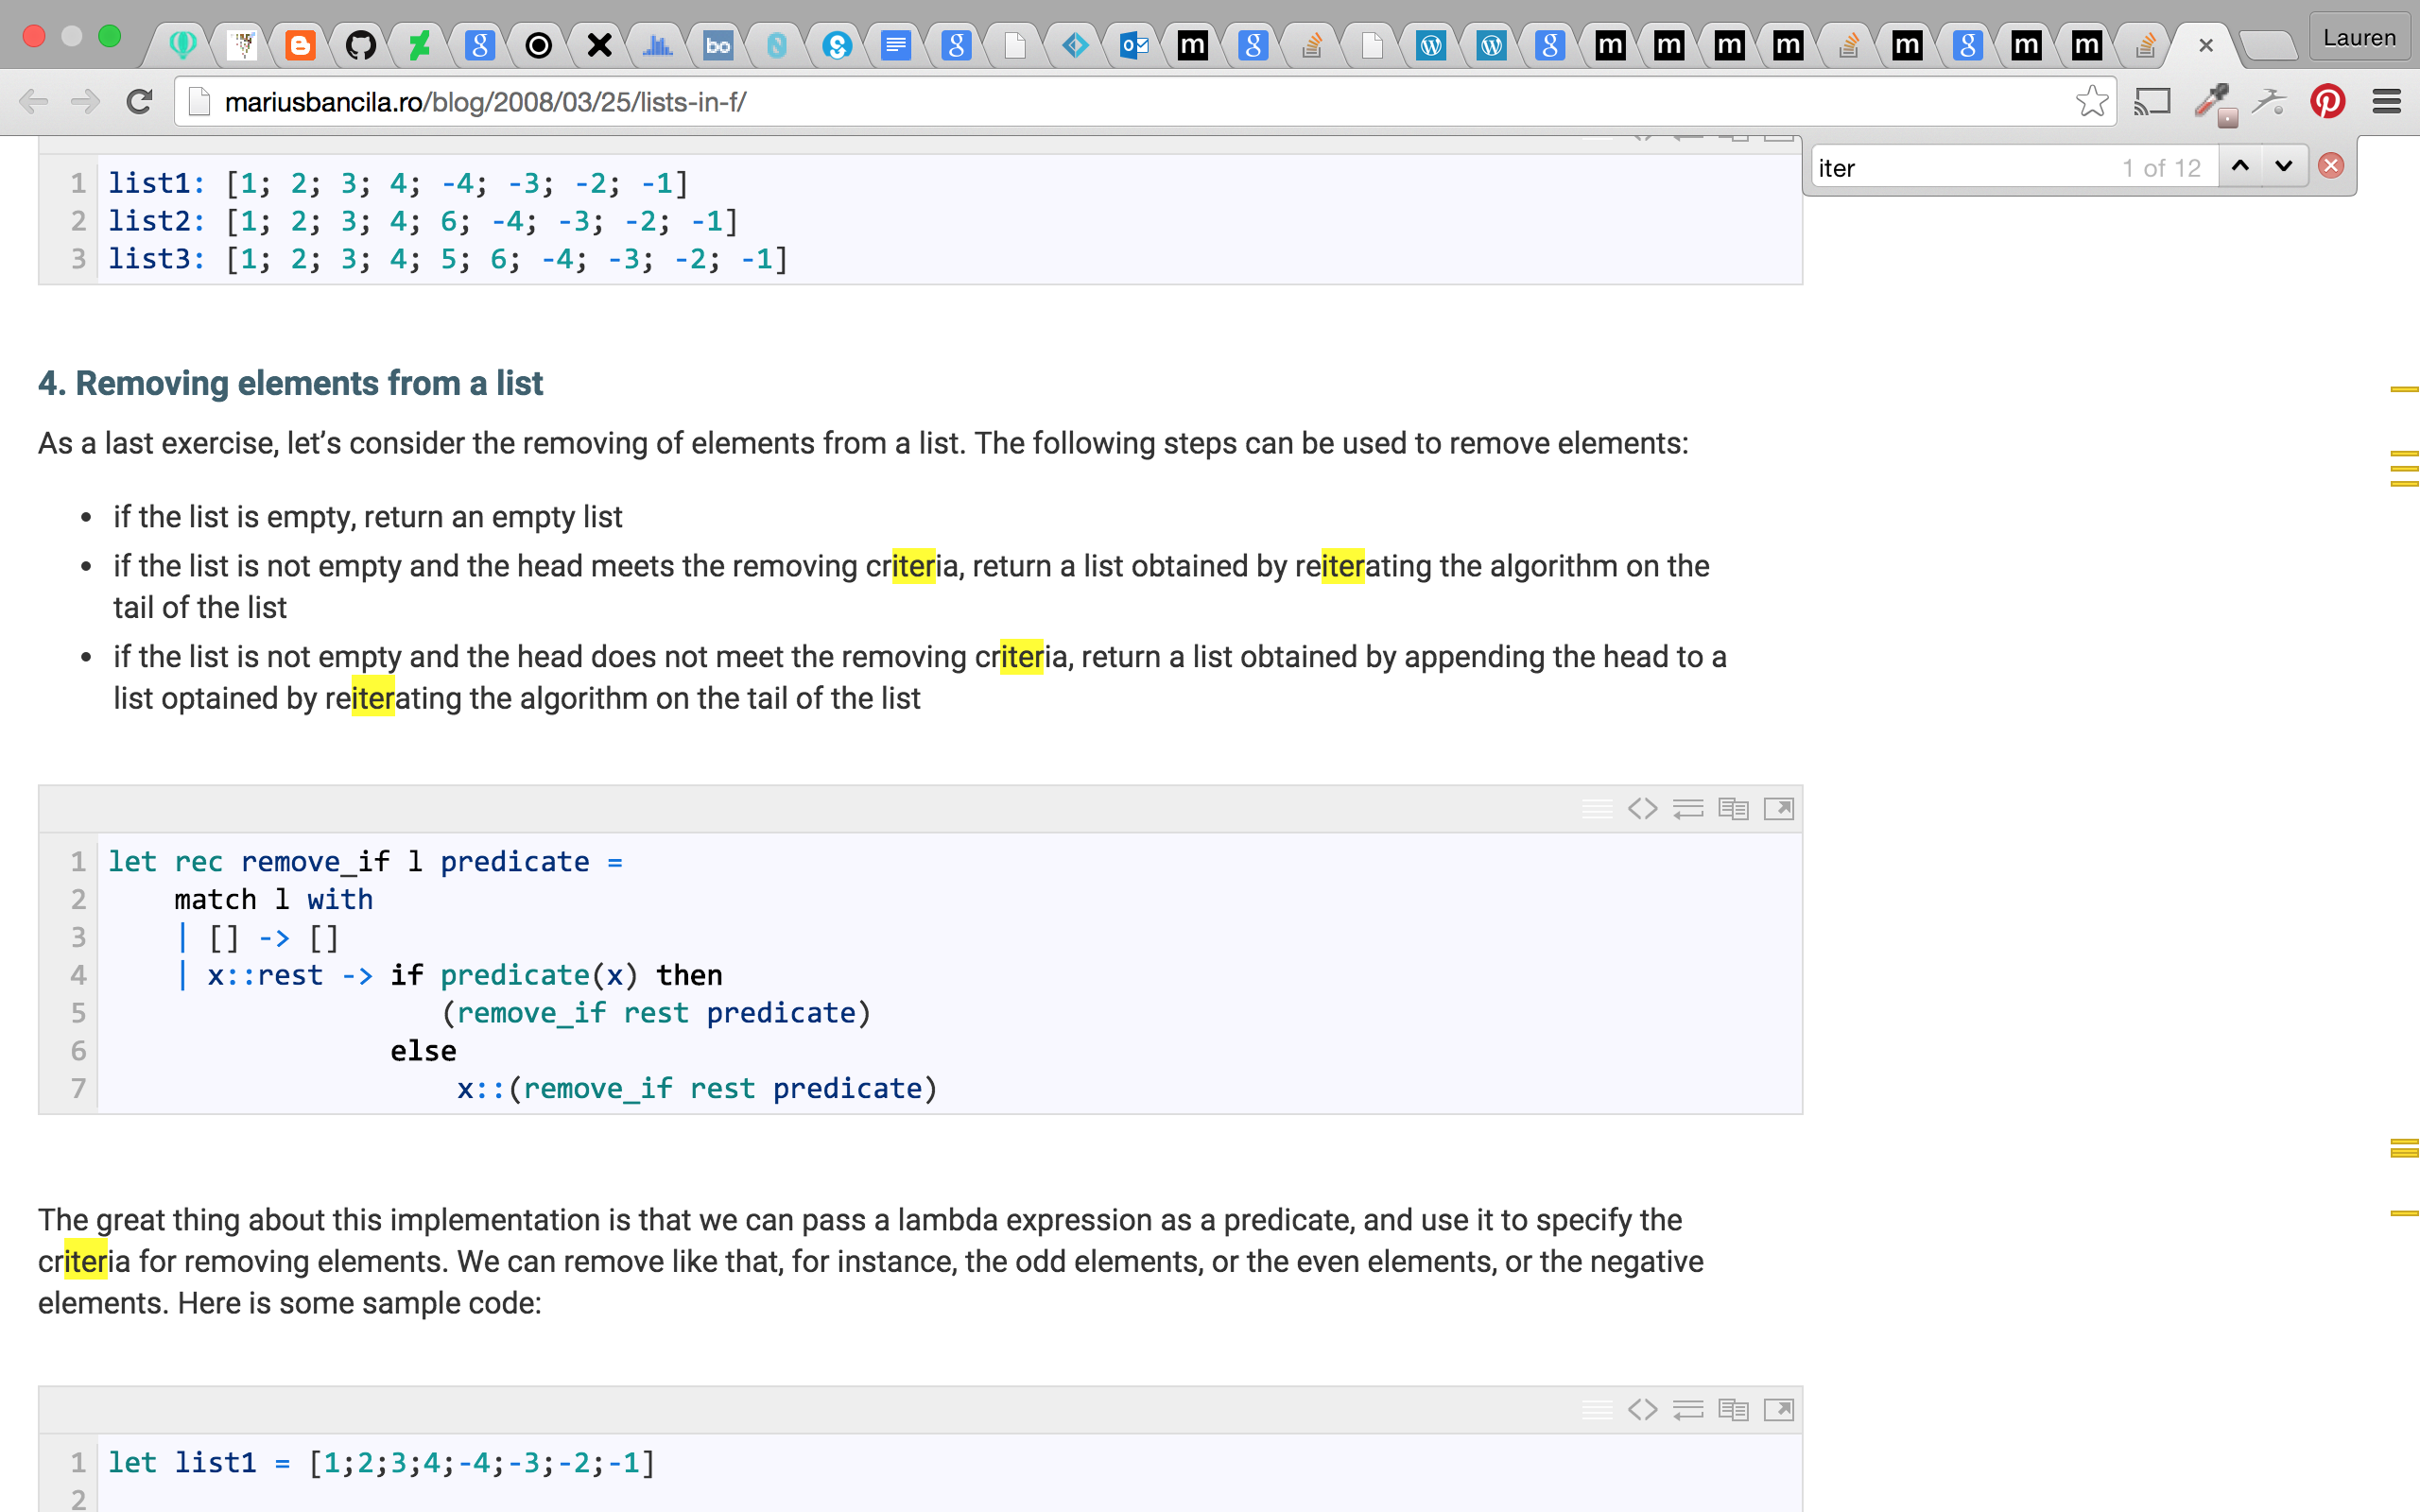 Lauren
mariusbancila.ro/blog/2008/03/25/lists-in-f/
iter 1 of 12
1 list1: [1; 2; 3; 4; -4; -3; -2; -1]
2 list2: [1; 2; 3; 4; 6; -4; -3; -2; -1]
3 list3: [1; 2; 3; 4; 5; 6; -4; -3; -2; -1]
4. Removing elements from a list
As a last exercise, let’s consider the removing of elements from a list. The following steps can be used to remove elements:
• if the list is empty, return an empty list
• if the list is not empty and the head meets the removing criteria, return a list obtained by reiterating the algorithm on the
tail of the list
• if the list is not empty and the head does not meet the removing criteria, return a list obtained by appending the head to a
list optained by reiterating the algorithm on the tail of the list
1 let rec remove_if l predicate =
2     match l with
3     | [] -> []
4     | x::rest -> if predicate(x) then
5                     (remove_if rest predicate)
6                  else
7                      x::(remove_if rest predicate)
The great thing about this implementation is that we can pass a lambda expression as a predicate, and use it to specify the
criteria for removing elements. We can remove like that, for instance, the odd elements, or the even elements, or the negative
elements. Here is some sample code:
1 let list1 = [1;2;3;4;-4;-3;-2;-1]
2